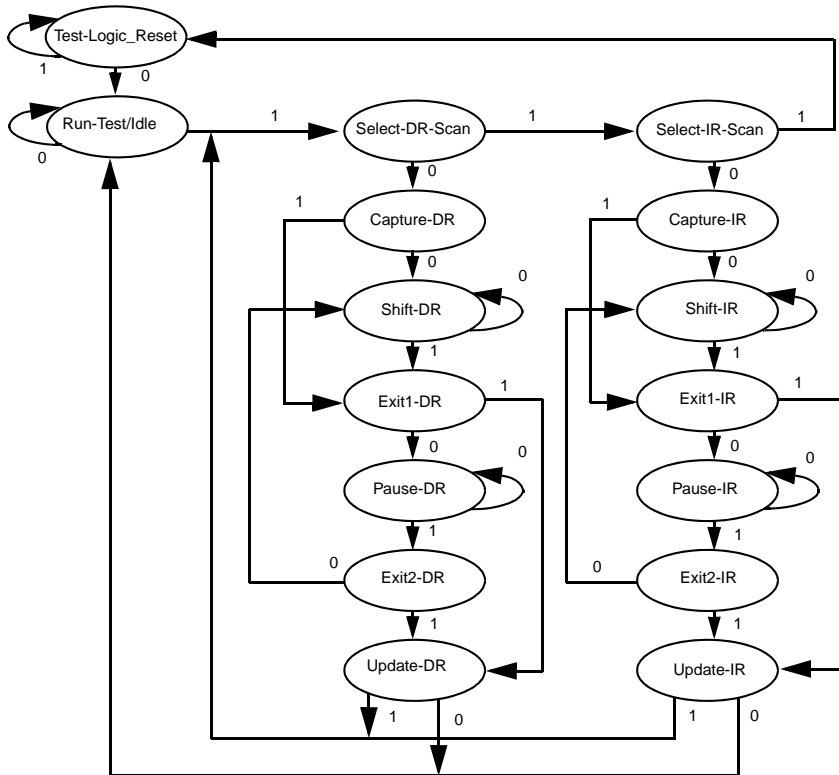 Test-Logic_Reset
1
0
Run-Test/Idle
0
1
Select-DR-Scan
1
Select-IR-Scan
1
0
0
1
Capture-DR
1
Capture-IR
0
0
0
0
Shift-DR
Shift-IR
1
1
Exit1-DR
1
Exit1-IR
1
0
0
0
0
Pause-DR
Pause-IR
1
1
0
Exit2-DR
0
Exit2-IR
1
1
Update-DR
Update-IR
1
0
1
0